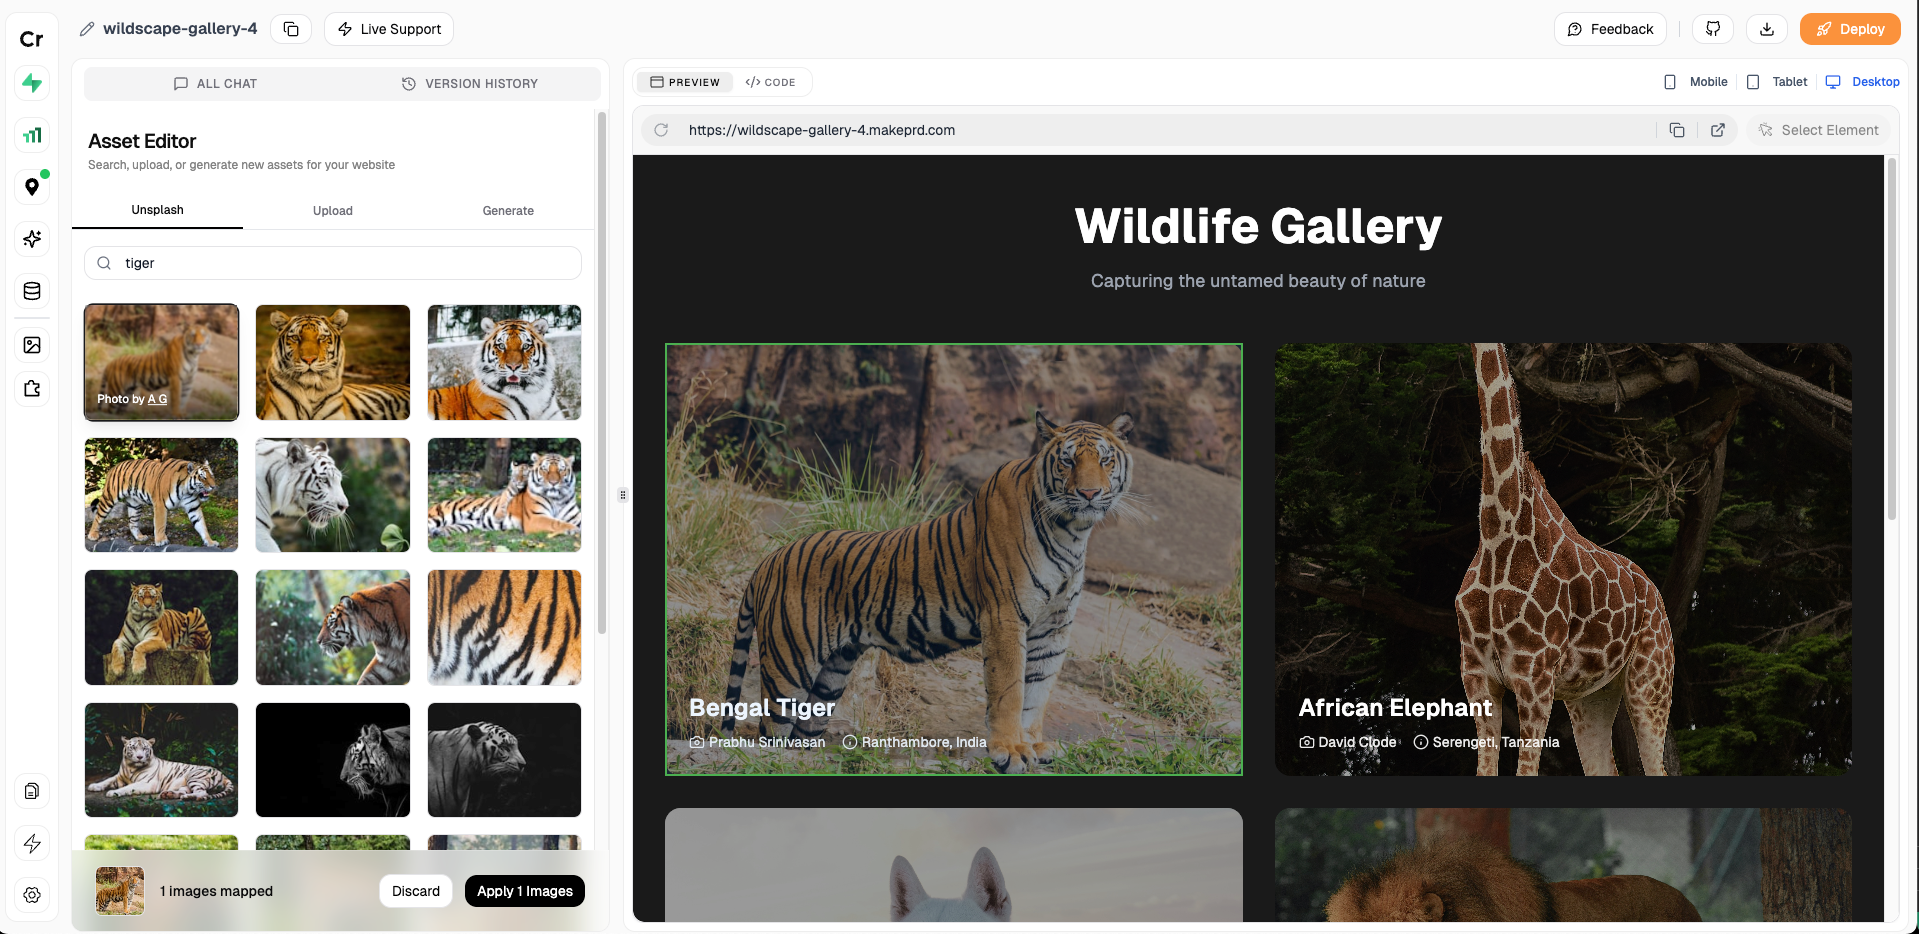 Cr
wildscape-gallery-4
Live Support
Feedback
Deploy
ALL CHAT
VERSION HISTORY
Asset Editor
Search, upload, or generate new assets for your website
Unsplash
Upload
Generate
tiger
Photo by A G
1 images mapped
Discard
Apply 1 Images
PREVIEW
</> CODE
Mobile
Tablet
Desktop
https://wildscape-gallery-4.makeprd.com
Select Element
Wildlife Gallery
Capturing the untamed beauty of nature
Bengal Tiger
Prabhu Srinivasan
Ranthambore, India
African Elephant
David Clode
Serengeti, Tanzania